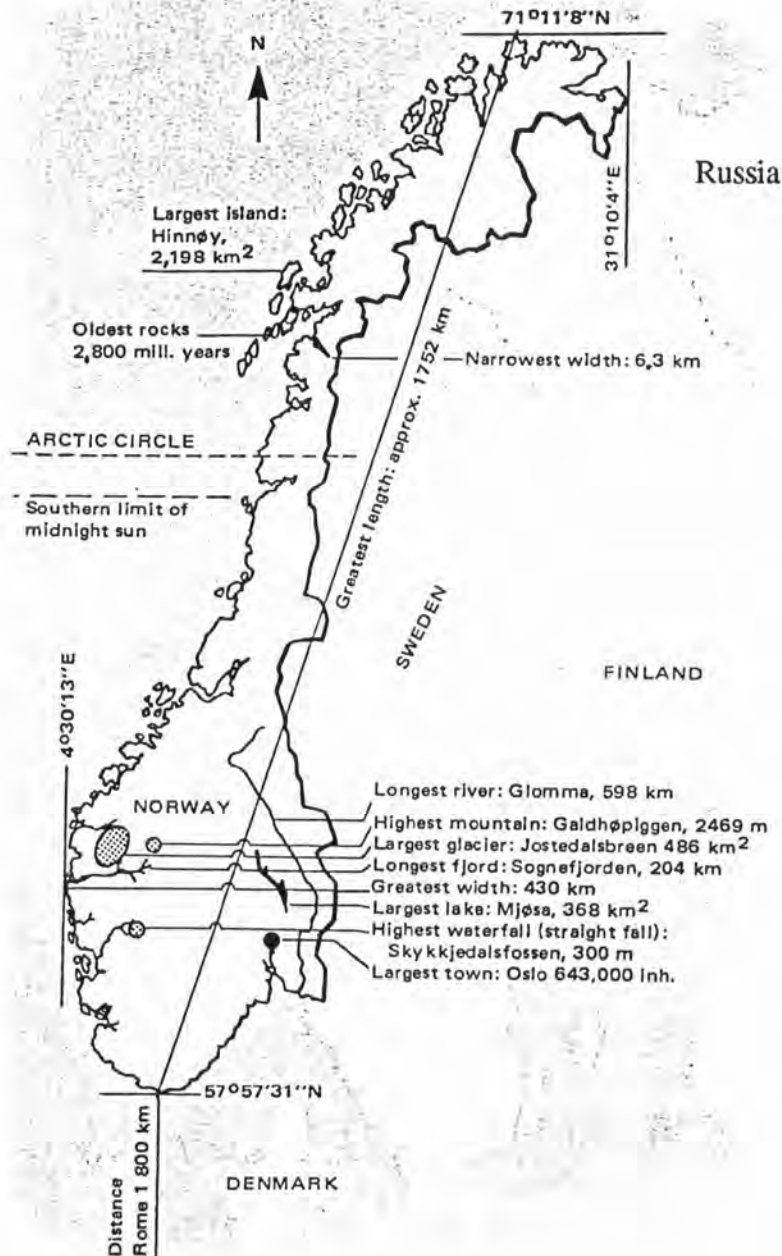 71°11'8''N
N
Russia
31°10'4''E
Largest island:
Hinnøy,
2,198 km²
Oldest rocks
2,800 mill. years
Narrowest width: 6,3 km
Greatest length: approx. 1752 km
ARCTIC CIRCLE
Southern limit of
midnight sun
SWEDEN
FINLAND
4°30'13''E
NORWAY
Longest river: Glomma, 598 km
Highest mountain: Galdhøpiggen, 2469 m
Largest glacier: Jostedalsbreen 486 km²
Longest fjord: Sognefjorden, 204 km
Greatest width: 430 km
Largest lake: Mjøsa, 368 km²
Highest waterfall (straight fall):
Skykkjedalsfossen, 300 m
Largest town: Oslo 643,000 inh.
57°57'31''N
Distance
Rome 1 800 km
DENMARK